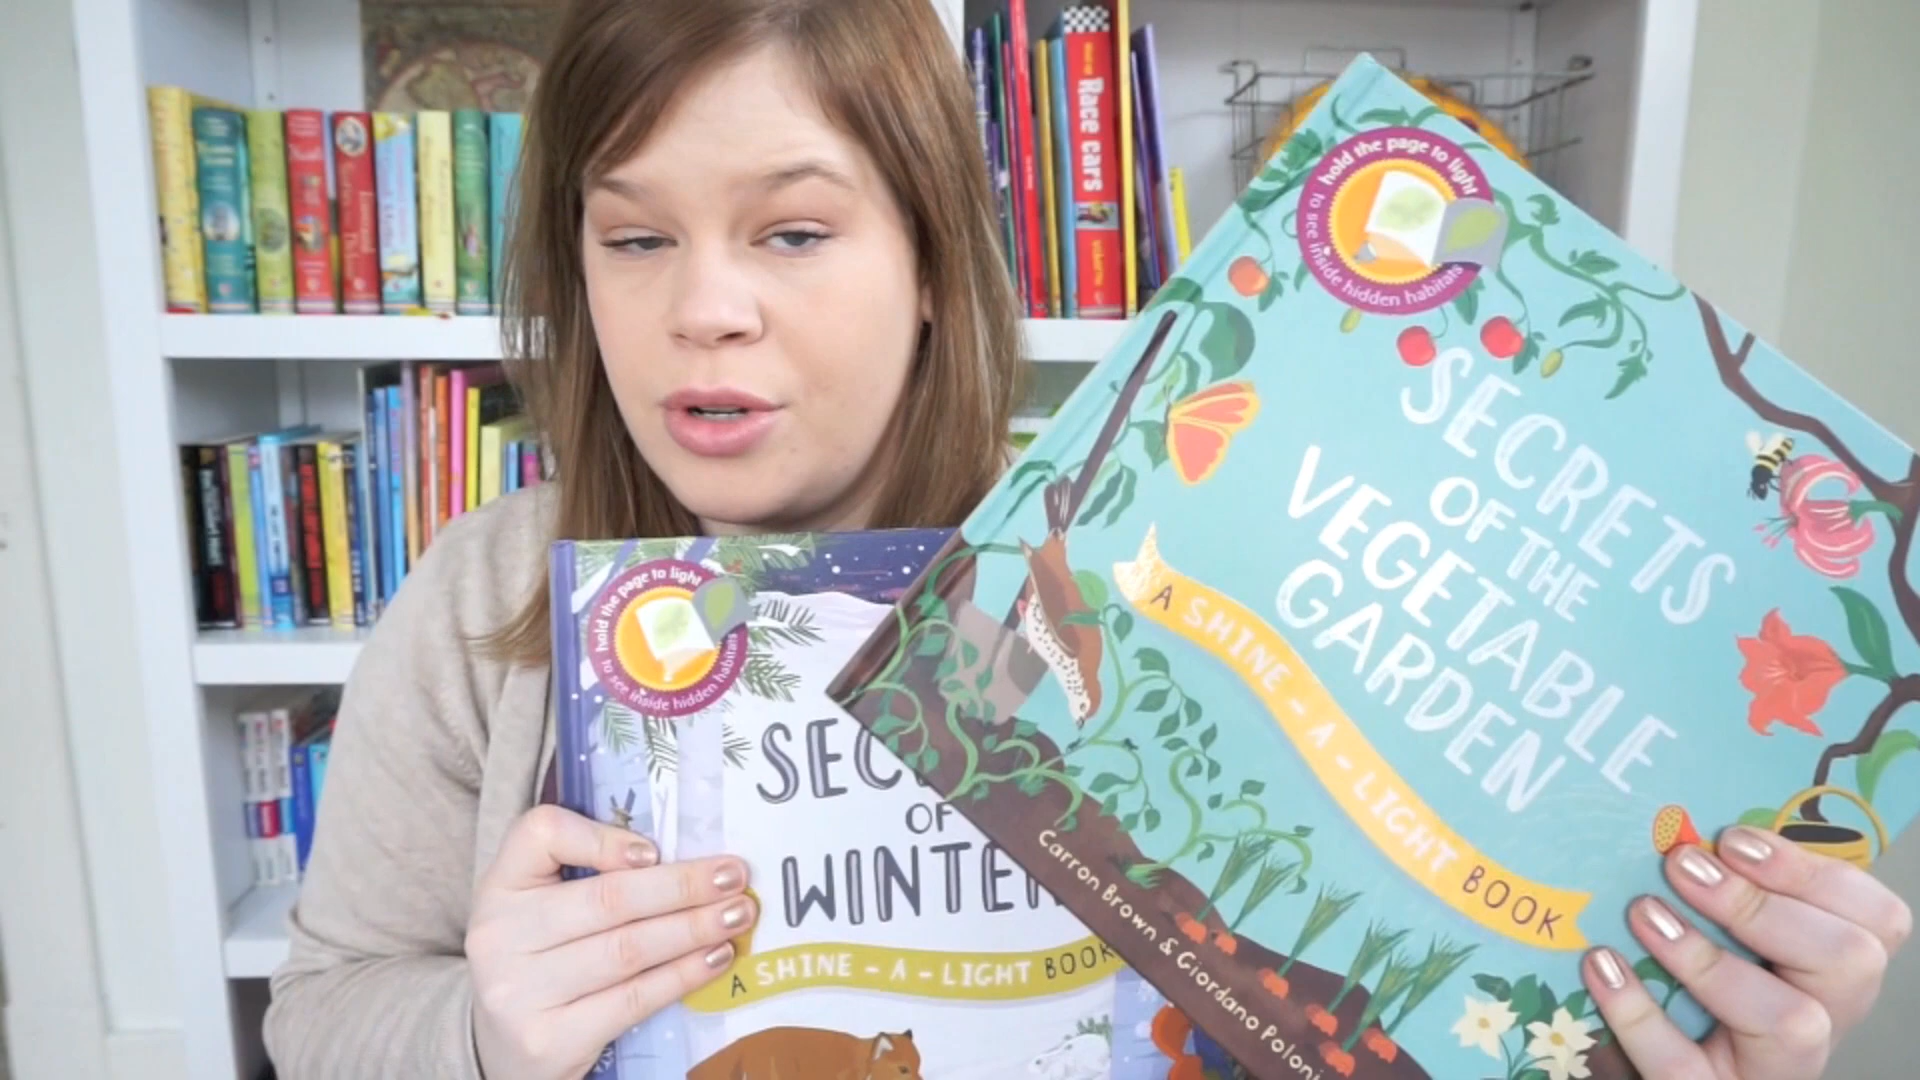 Race cars
hold the page to light
to see inside hidden habitats
SECRETS
OF THE
VEGETABLE
GARDEN
A SHINE-A-LIGHT BOOK
Carron Brown & Giordano Poloni
hold the page to light
to see inside hidden habitats
SEC
OF
WINTER
A SHINE-A-LIGHT BOOK